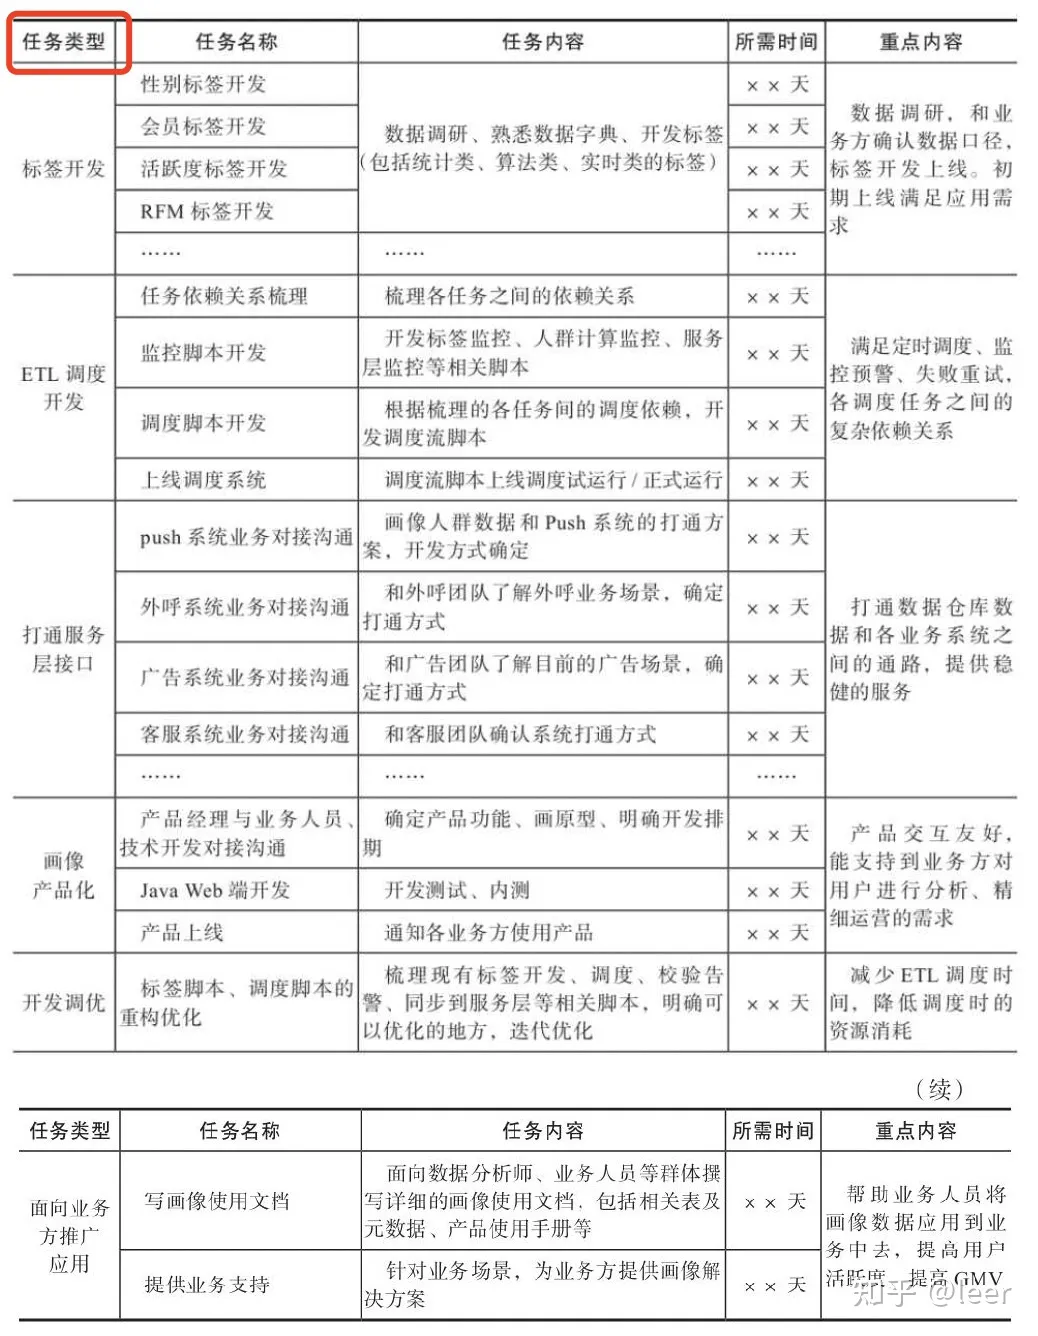 任务类型 任务名称 任务内容 所需时间 重点内容
标签开发
性别标签开发 × × 天
会员标签开发 × × 天
活跃度标签开发 × × 天
RFM 标签开发 × × 天
数据调研、熟悉数据字典、开发标签
（包括统计类、算法类、实时类的标签）
…… …… ……
数据调研，和业
务方确认数据口径，
标签开发上线。初
期上线满足应用需
求
ETL 调度
开发
任务依赖关系梳理 梳理各任务之间的依赖关系 × × 天
监控脚本开发
开发标签监控、人群计算监控、服务
层监控等相关脚本
× × 天
调度脚本开发
根据梳理的各任务间的调度依赖，开
发调度流脚本
× × 天
上线调度系统 调度流脚本上线调度试运行 / 正式运行 × × 天
满足定时调度、监
控预警、失败重试，
各调度任务之间的
复杂依赖关系
打通服务
层接口
push 系统业务对接沟通
画像人群数据和 Push 系统的打通方
案，开发方式确定
× × 天
外呼系统业务对接沟通
和外呼团队了解外呼业务场景，确定
打通方式
× × 天
广告系统业务对接沟通
和广告团队了解目前的广告场景，确
定打通方式
× × 天
客服系统业务对接沟通 和客服团队确认系统打通方式 × × 天
…… …… ……
打通数据仓库数
据和各业务系统之
间的通路，提供稳
健的服务
画像
产品化
产品经理与业务人员、
技术开发对接沟通
确定产品功能、画原型、明确开发排
期
× × 天
Java Web 端开发 开发测试、内测 × × 天
产品上线 通知各业务方使用产品 × × 天
产品交互友好，
能支持到业务方对
用户进行分析、精
细运营的需求
开发调优
标签脚本、调度脚本的
重构优化
梳理现有标签开发、调度、校验告
警、同步到服务层等相关脚本，明确可
以优化的地方，迭代优化
× × 天
减少 ETL 调度时
间，降低调度时的
资源消耗
（续）
任务类型 任务名称 任务内容 所需时间 重点内容
面向业务
方推广
应用
写画像使用文档
面向数据分析师、业务人员等群体撰
写详细的画像使用文档，包括相关表及
元数据、产品使用手册等
× × 天
提供业务支持
针对业务场景，为业务方提供画像解
决方案
× × 天
帮助业务人员将
画像数据应用到业
务中去，提高用户
活跃度、提高 GMV
知乎 @leer